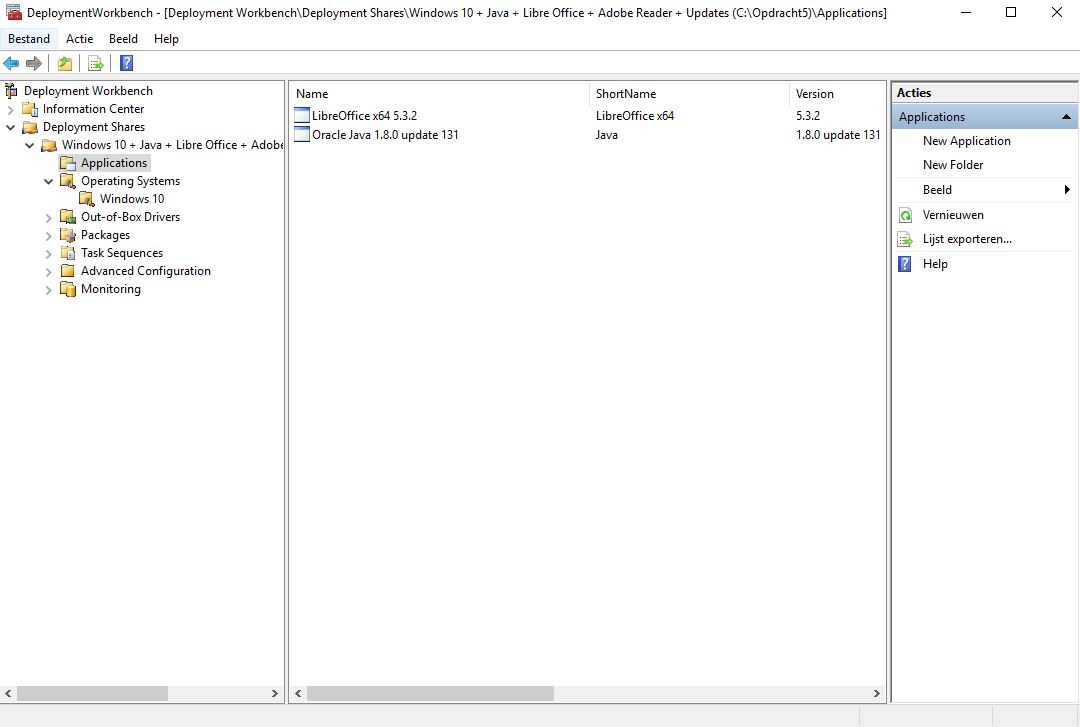 DeploymentWorkbench - [Deployment Workbench\Deployment Shares\Windows 10 + Java + Libre Office + Adobe Reader + Updates (C:\Opdracht5)\Applications]
Bestand Actie Beeld Help
Deployment Workbench
Information Center
Deployment Shares
Windows 10 + Java + Libre Office + Adobe
Applications
Operating Systems
Windows 10
Out-of-Box Drivers
Packages
Task Sequences
Advanced Configuration
Monitoring
Name ShortName Version
LibreOffice x64 5.3.2 LibreOffice x64 5.3.2
Oracle Java 1.8.0 update 131 Java 1.8.0 update 131
Acties
Applications
New Application
New Folder
Beeld
Vernieuwen
Lijst exporteren...
Help